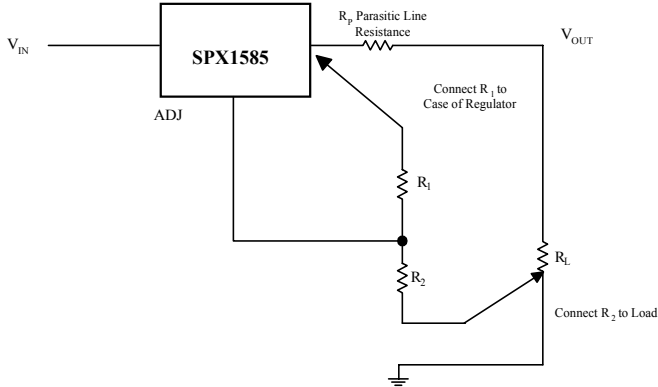 R_P Parasitic Line
Resistance
V_IN
V_OUT
SPX1585
Connect R_1 to
Case of Regulator
ADJ
R_1
R_2
R_L
Connect R_2 to Load